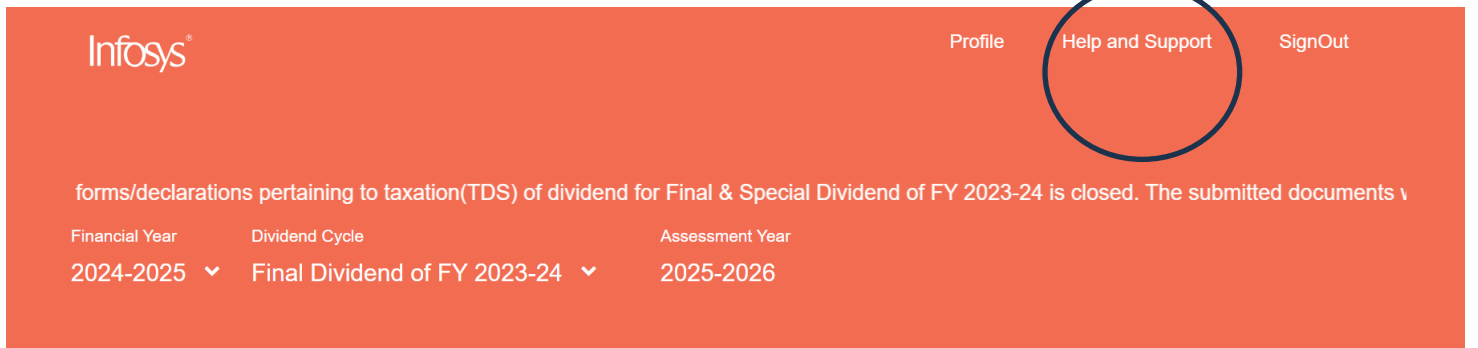 Infosys®
Profile Help and Support SignOut
forms/declarations pertaining to taxation(TDS) of dividend for Final & Special Dividend of FY 2023-24 is closed. The submitted documents
Financial Year Dividend Cycle Assessment Year
2024-2025 Final Dividend of FY 2023-24 2025-2026